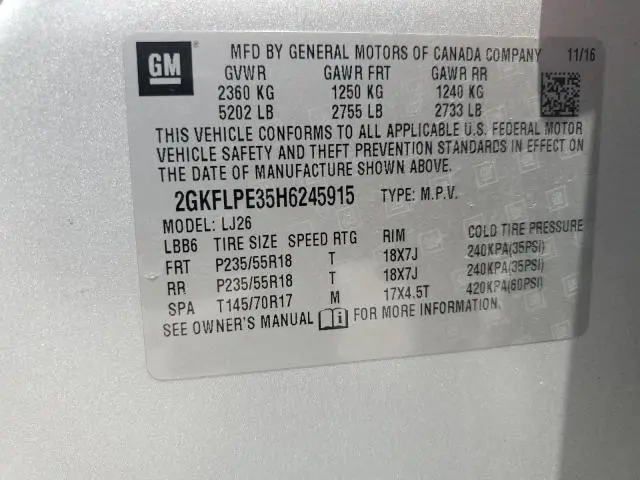 GM
MFD BY GENERAL MOTORS OF CANADA COMPANY 11/16
GVWR GAWR FRT GAWR RR
2360 KG 1250 KG 1240 KG
5202 LB 2755 LB 2733 LB
THIS VEHICLE CONFORMS TO ALL APPLICABLE U.S. FEDERAL MOTOR
VEHICLE SAFETY AND THEFT PREVENTION STANDARDS IN EFFECT ON
THE DATE OF MANUFACTURE SHOWN ABOVE.
2GKFLPE35H6245915 TYPE: M.P.V.
MODEL: LJ26
LBB6 TIRE SIZE SPEED RTG RIM COLD TIRE PRESSURE
FRT P235/55R18 T 18X7J 240KPA(35PSI)
RR P235/55R18 T 18X7J 240KPA(35PSI)
SPA T145/70R17 M 17X4.5T 420KPA(60PSI)
SEE OWNER'S MANUAL FOR MORE INFORMATION.